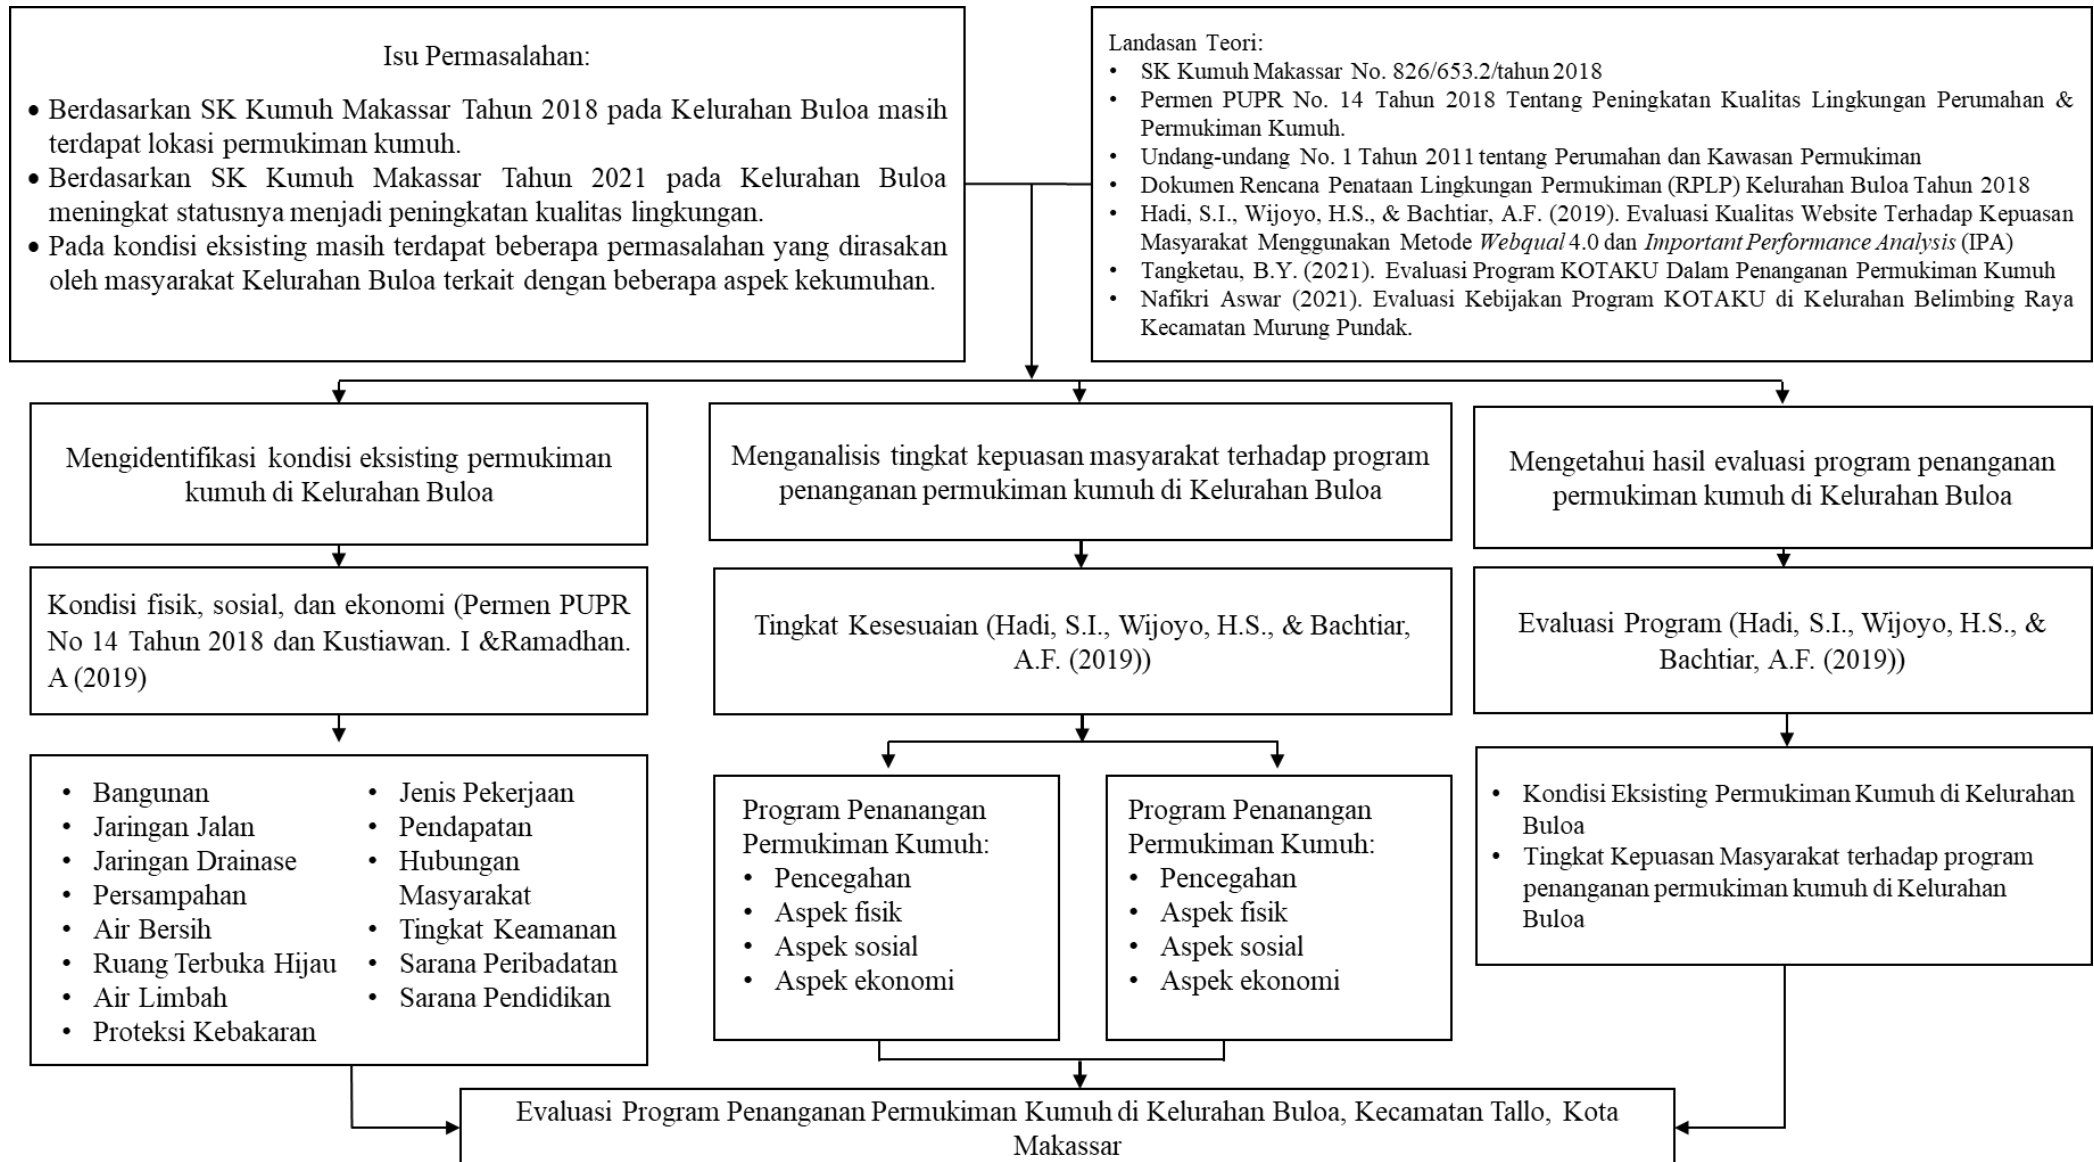 Isu Permasalahan:
• Berdasarkan SK Kumuh Makassar Tahun 2018 pada Kelurahan Buloa masih
terdapat lokasi permukiman kumuh.
• Berdasarkan SK Kumuh Makassar Tahun 2021 pada Kelurahan Buloa
meningkat statusnya menjadi peningkatan kualitas lingkungan.
• Pada kondisi eksisting masih terdapat beberapa permasalahan yang dirasakan
oleh masyarakat Kelurahan Buloa terkait dengan beberapa aspek kekumuhan.
Landasan Teori:
• SK Kumuh Makassar No. 826/653.2/tahun 2018
• Permen PUPR No. 14 Tahun 2018 Tentang Peningkatan Kualitas Lingkungan Perumahan &
Permukiman Kumuh.
• Undang-undang No. 1 Tahun 2011 tentang Perumahan dan Kawasan Permukiman
• Dokumen Rencana Penataan Lingkungan Permukiman (RPLP) Kelurahan Buloa Tahun 2018
• Hadi, S.I., Wijoyo, H.S., & Bachtiar, A.F. (2019). Evaluasi Kualitas Website Terhadap Kepuasan
Masyarakat Menggunakan Metode Webqual 4.0 dan Important Performance Analysis (IPA)
• Tangketau, B.Y. (2021). Evaluasi Program KOTAKU Dalam Penanganan Permukiman Kumuh
• Nafikri Aswar (2021). Evaluasi Kebijakan Program KOTAKU di Kelurahan Belimbing Raya
Kecamatan Murung Pundak.
Mengidentifikasi kondisi eksisting permukiman
kumuh di Kelurahan Buloa
Menganalisis tingkat kepuasan masyarakat terhadap program
penanganan permukiman kumuh di Kelurahan Buloa
Mengetahui hasil evaluasi program penanganan
permukiman kumuh di Kelurahan Buloa
Kondisi fisik, sosial, dan ekonomi (Permen PUPR
No 14 Tahun 2018 dan Kustiawan. I &Ramadhan.
A (2019)
Tingkat Kesesuaian (Hadi, S.I., Wijoyo, H.S., & Bachtiar,
A.F. (2019))
Evaluasi Program (Hadi, S.I., Wijoyo, H.S., &
Bachtiar, A.F. (2019))
• Bangunan
• Jaringan Jalan
• Jaringan Drainase
• Persampahan
• Air Bersih
• Ruang Terbuka Hijau
• Air Limbah
• Proteksi Kebakaran
• Jenis Pekerjaan
• Pendapatan
• Hubungan
Masyarakat
• Tingkat Keamanan
• Sarana Peribadatan
• Sarana Pendidikan
Program Penanangan
Permukiman Kumuh:
• Pencegahan
• Aspek fisik
• Aspek sosial
• Aspek ekonomi
Program Penanangan
Permukiman Kumuh:
• Pencegahan
• Aspek fisik
• Aspek sosial
• Aspek ekonomi
• Kondisi Eksisting Permukiman Kumuh di Kelurahan
Buloa
• Tingkat Kepuasan Masyarakat terhadap program
penanganan permukiman kumuh di Kelurahan
Buloa
Evaluasi Program Penanganan Permukiman Kumuh di Kelurahan Buloa, Kecamatan Tallo, Kota
Makassar